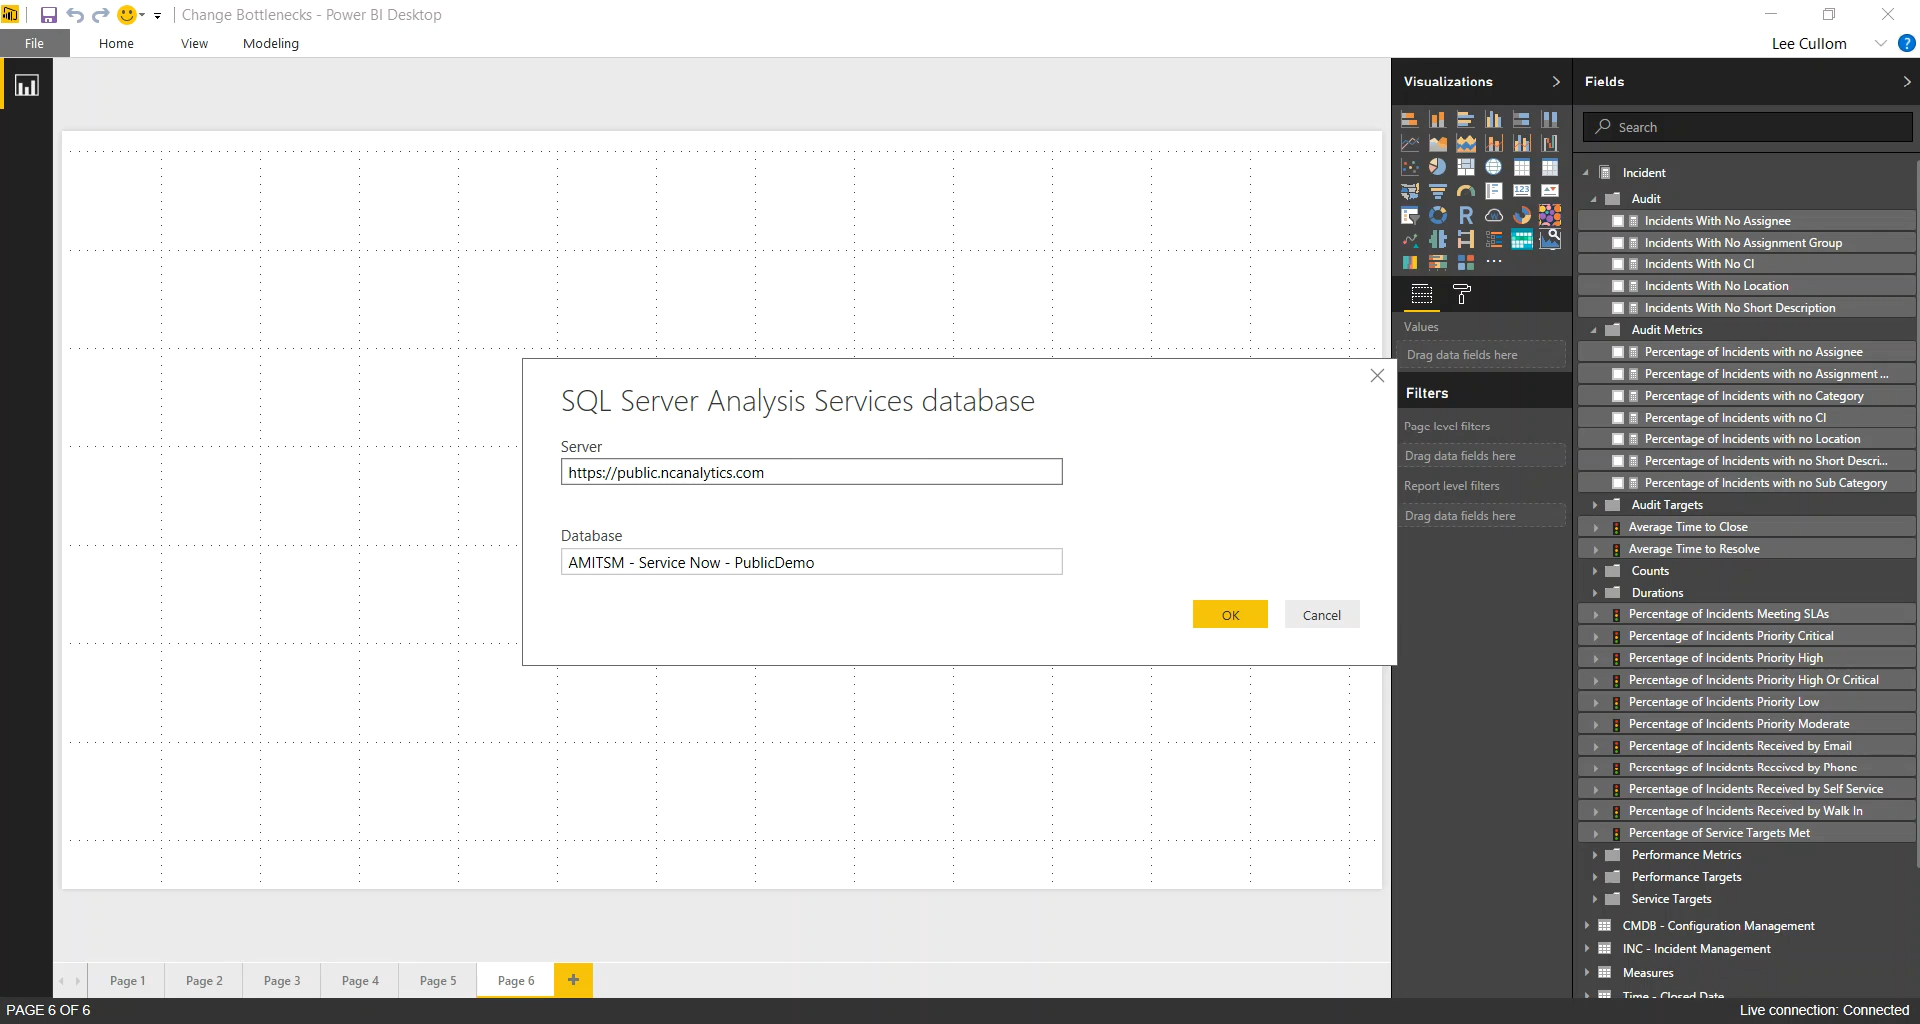 Change Bottlenecks - Power BI Desktop
File Home View Modeling
Lee Cullom
?
Visualizations
Fields
Search
Incident
Audit
Incidents With No Assignee
Incidents With No Assignment Group
Incidents With No CI
Incidents With No Location
Incidents With No Short Description
Audit Metrics
Percentage of Incidents with no Assignee
Percentage of Incidents with no Assignment ...
Percentage of Incidents with no Category
Percentage of Incidents with no CI
Percentage of Incidents with no Location
Percentage of Incidents with no Short Descri...
Percentage of Incidents with no Sub Category
Audit Targets
Average Time to Close
Average Time to Resolve
Counts
Durations
Percentage of Incidents Meeting SLAs
Percentage of Incidents Priority Critical
Percentage of Incidents Priority High
Percentage of Incidents Priority High Or Critical
Percentage of Incidents Priority Low
Percentage of Incidents Priority Moderate
Percentage of Incidents Received by Email
Percentage of Incidents Received by Phone
Percentage of Incidents Received by Self Service
Percentage of Incidents Received by Walk In
Percentage of Service Targets Met
Performance Metrics
Performance Targets
Service Targets
CMDB - Configuration Management
INC - Incident Management
Measures
Time - Closed Date
123
R
...
Values
Drag data fields here
Filters
Page level filters
Drag data fields here
Report level filters
Drag data fields here
SQL Server Analysis Services database
Server
https://public.ncanalytics.com
Database
AMITSM - Service Now - PublicDemo
OK Cancel
Page 1 Page 2 Page 3 Page 4 Page 5 Page 6 +
PAGE 6 OF 6
Live connection: Connected